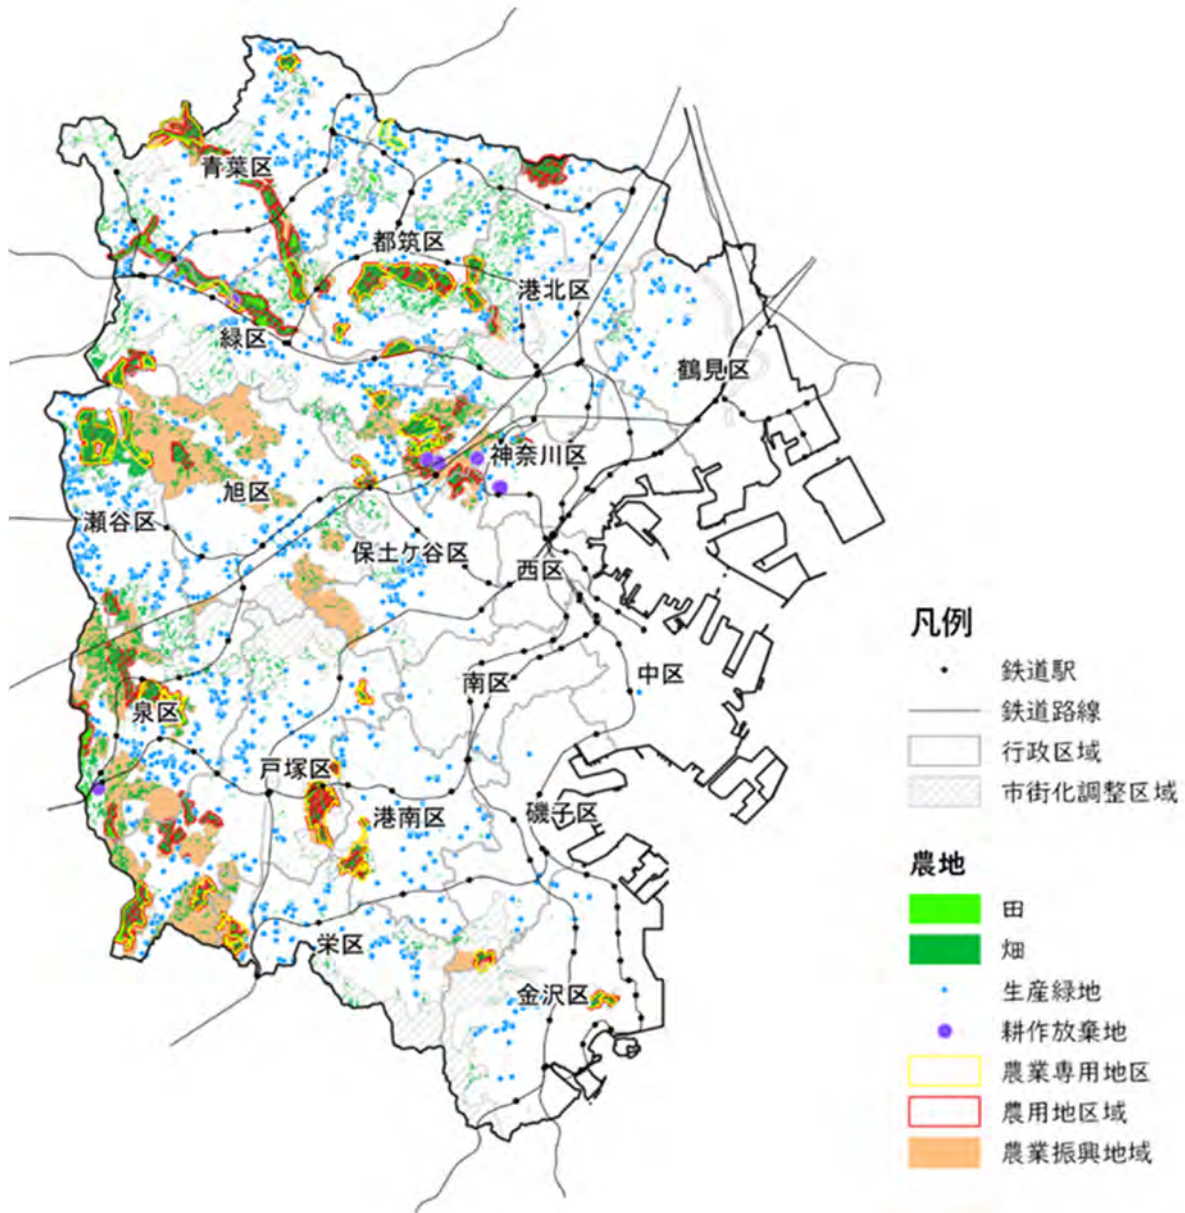 青葉区
都筑区
港北区
緑区
鶴見区
神奈川区
旭区
瀬谷区
保土ケ谷区
西区
中区
南区
泉区
戸塚区
港南区
磯子区
栄区
金沢区
凡例
鉄道駅
鉄道路線
行政区域
市街化調整区域
農地
田
畑
生産緑地
耕作放棄地
農業専用地区
農用地区域
農業振興地域